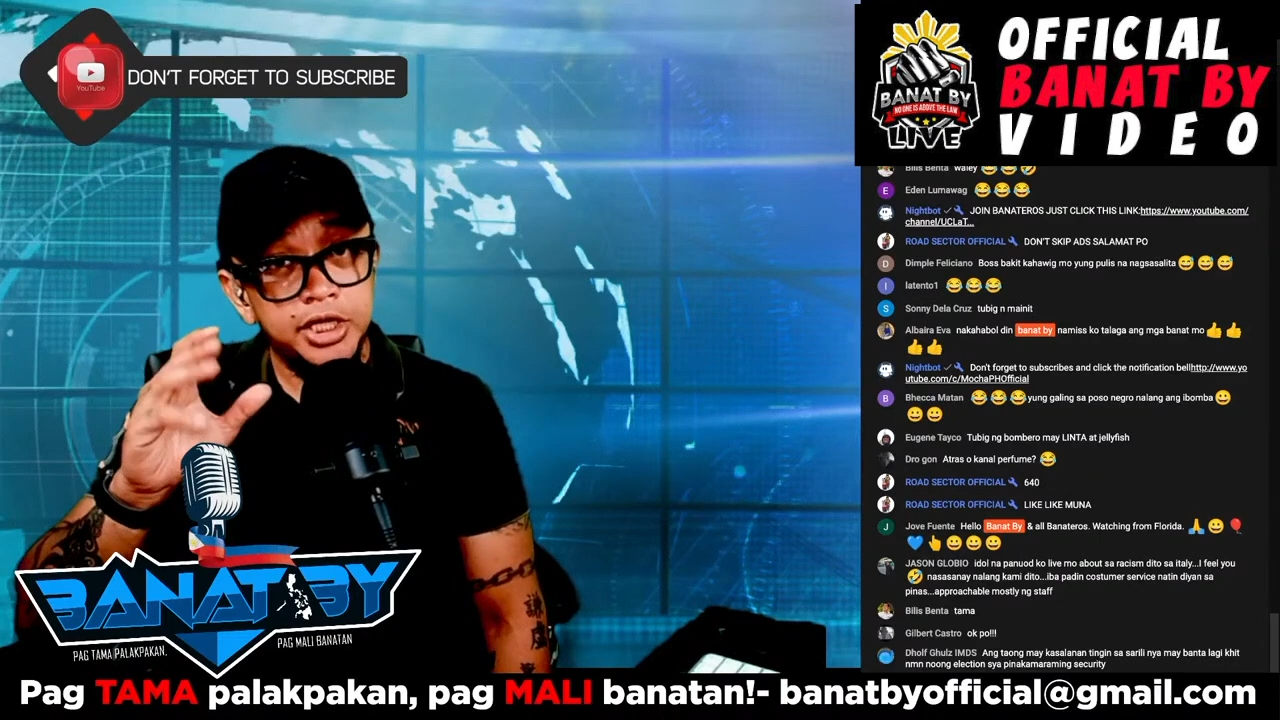 YouTube
DON'T FORGET TO SUBSCRIBE
BANAT BY
NO ONE IS ABOVE THE LAW
LIVE
OFFICIAL
BANAT BY
VIDEO
Bilis Benta waley 😂😂🤣
Eden Lumawag 😂😂😂
Nightbot JOIN BANATEROS JUST CLICK THIS LINK:https://www.youtube.com/
channel/UCLaT...
ROAD SECTOR OFFICIAL DON'T SKIP ADS SALAMAT PO
D Dimple Feliciano Boss bakit kahawig mo yung pulis na nagsasalita 😅😅😅
I latento1 😂😂😂
S Sonny Dela Cruz tubig n mainit
Albaira Eva nakahabol din banat by namiss ko talaga ang mga banat mo 👍👍
👍👍
Nightbot Don't forget to subscribes and click the notification bellhttp://www.yo
utube.com/c/MochaPHOfficial
B Bhecca Matan 😂😂😂yung galing sa poso negro nalang ang ibomba 😀
😀😀
Eugene Tayco Tubig ng bombero may LINTA at jellyfish
Dro gon Atras o kanal perfume? 😂
ROAD SECTOR OFFICIAL 640
ROAD SECTOR OFFICIAL LIKE LIKE MUNA
J Jove Fuente Hello Banat By & all Banateros. Watching from Florida. 🙏😀🎈
💙👆😀😀😀
JASON GLOBIO idol na panuod ko live mo about sa racism dito sa italy...I feel you
🤣 nasasanay nalang kami dito...iba padin costumer service natin diyan sa
pinas...approachable mostly ng staff
Bilis Benta tama
Gilbert Castro ok po!!!
Dholf Ghulz IMDS Ang taong may kasalanan tingin sa sarili nya may banta lagi khit
nmn noong election sya pinakamaraming security
BANAT BY
PAG TAMA PALAKPAKAN.
PAG MALI BANATAN
Pag TAMA palakpakan, pag MALI banatan!- banatbyofficial@gmail.com